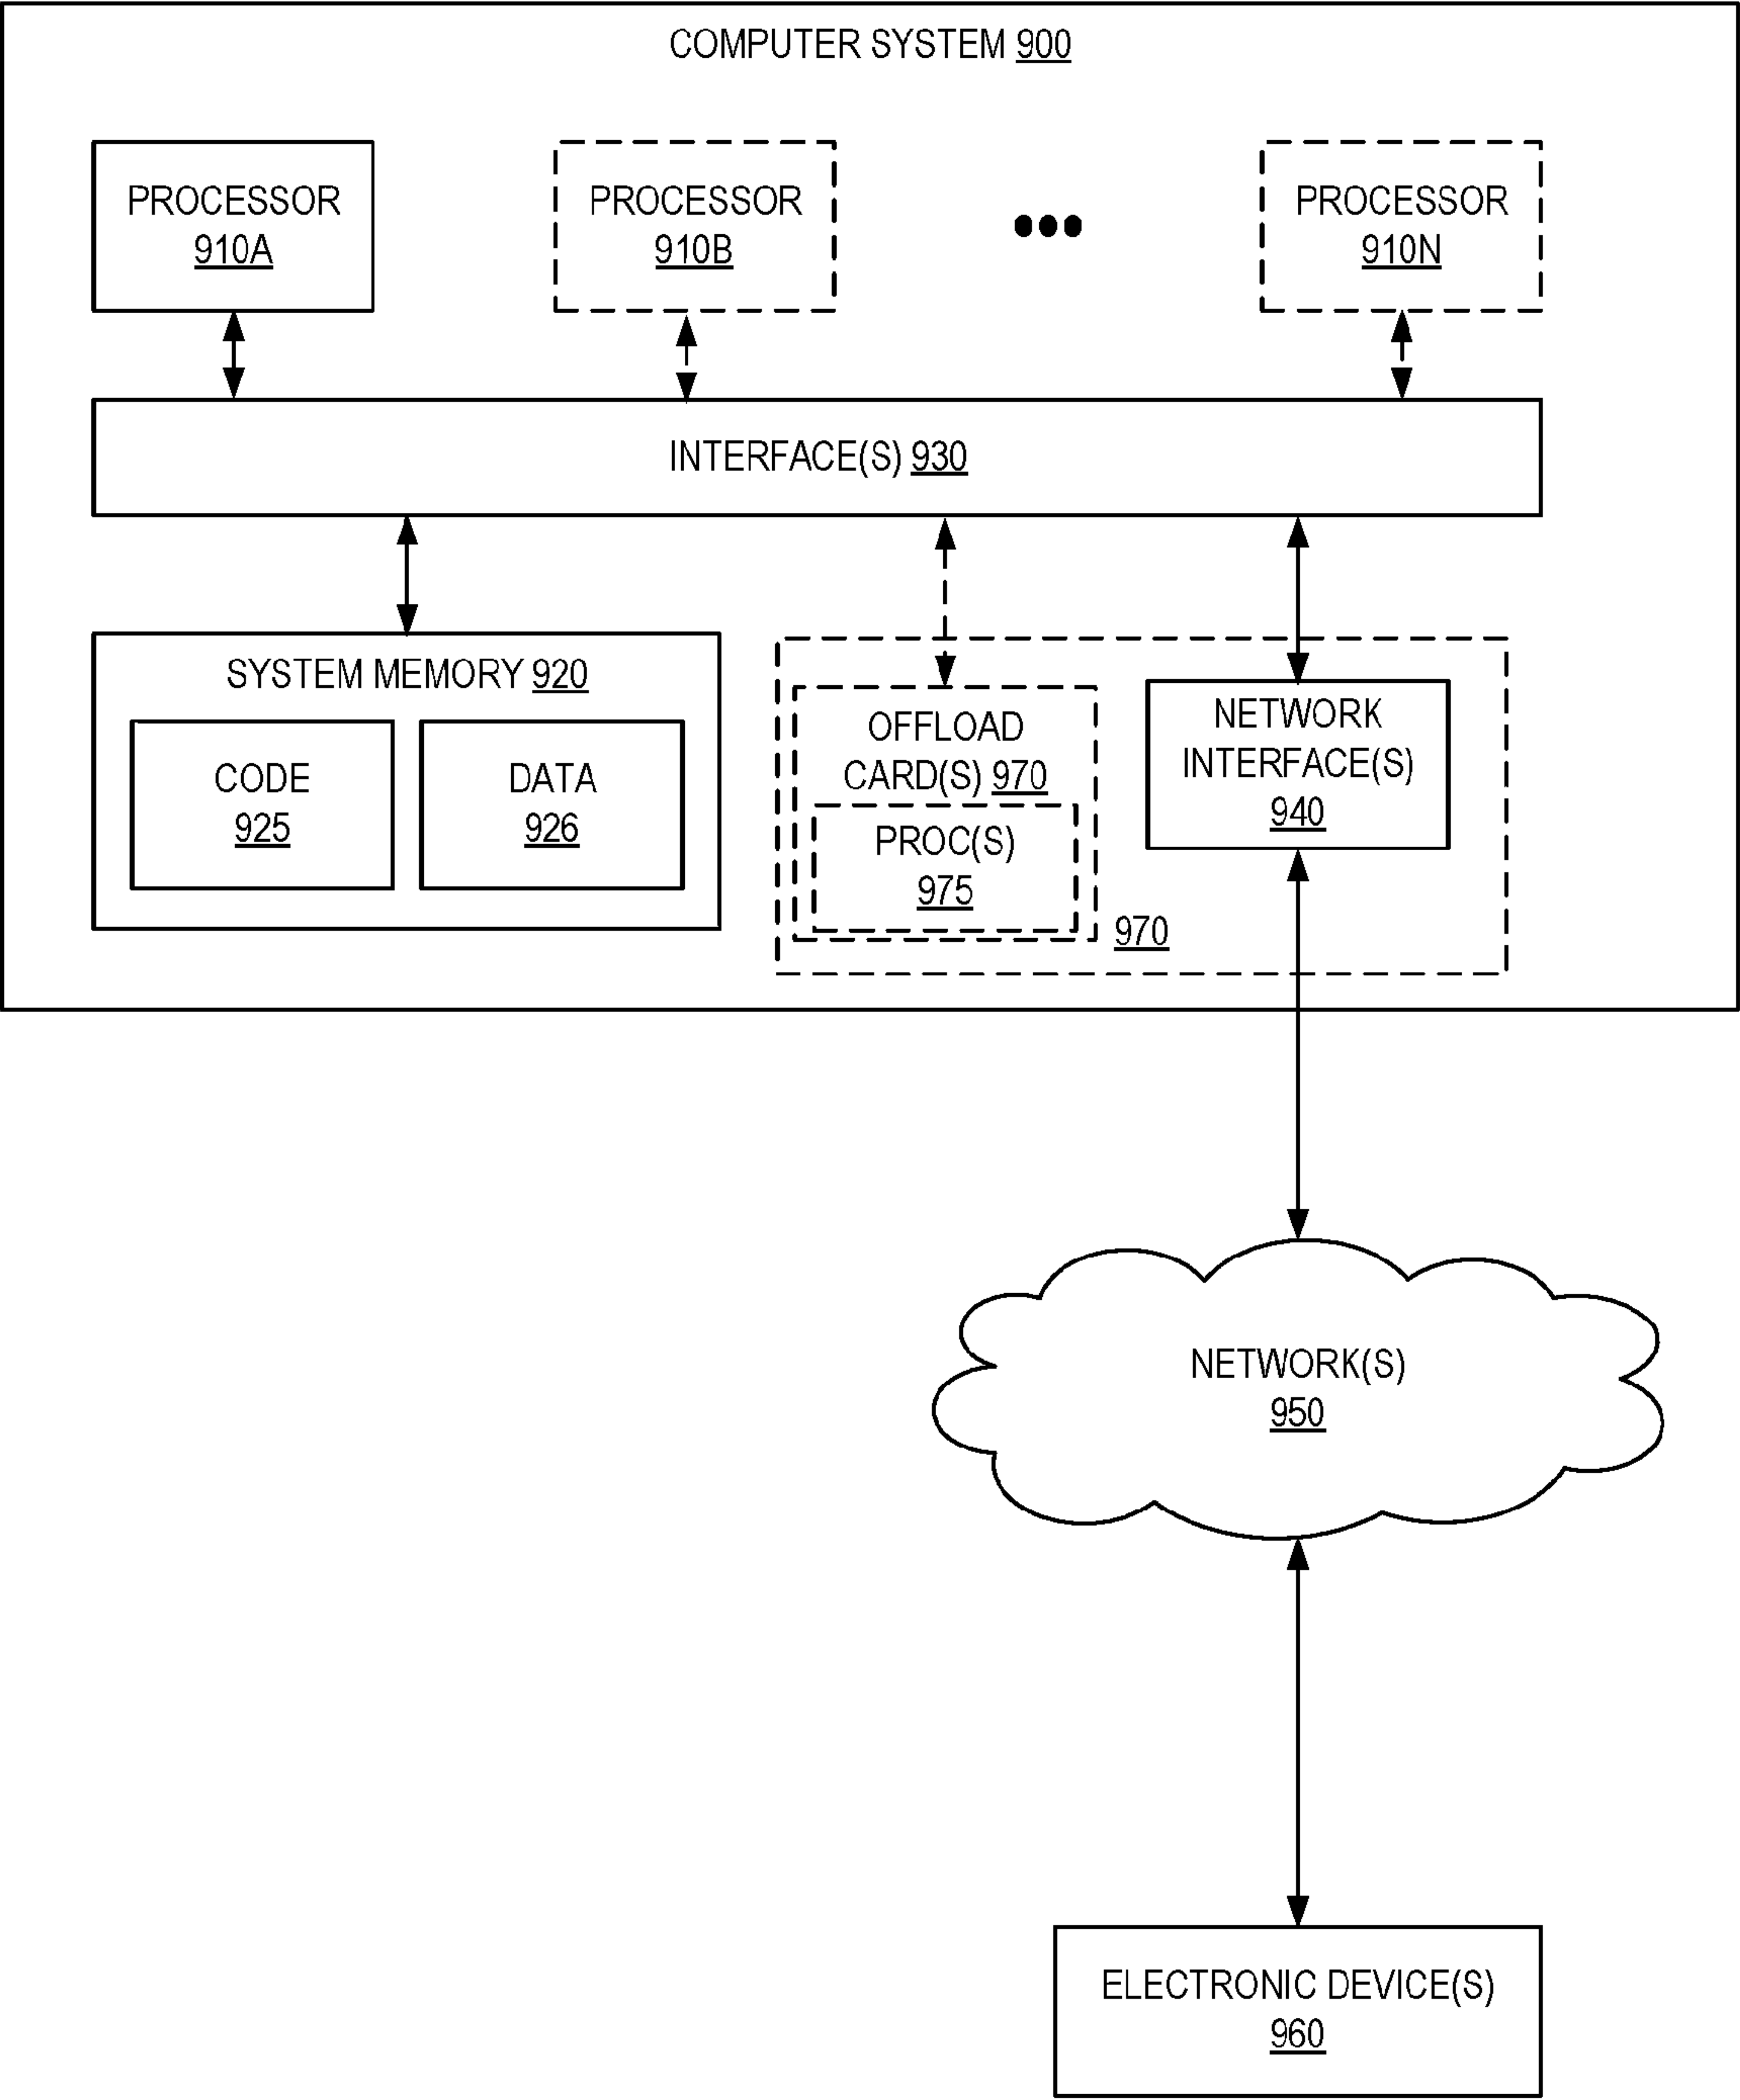 COMPUTER SYSTEM 900
PROCESSOR
910A
PROCESSOR
910B
PROCESSOR
910N
INTERFACE(S) 930
SYSTEM MEMORY 920
CODE
925
DATA
926
OFFLOAD
CARD(S) 970
PROC(S)
975
970
NETWORK
INTERFACE(S)
940
NETWORK(S)
950
ELECTRONIC DEVICE(S)
960